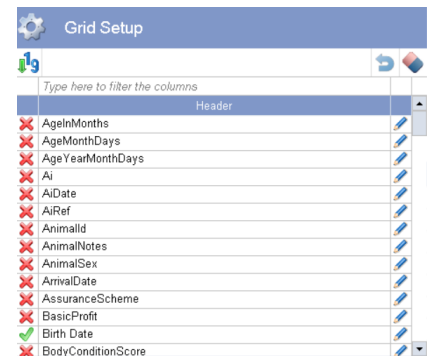 Grid Setup
19
Type here to filter the columns
Header
AgeInMonths
AgeMonthDays
AgeYearMonthDays
Ai
AiDate
AiRef
AnimalId
AnimalNotes
AnimalSex
ArrivalDate
AssuranceScheme
BasicProfit
Birth Date
BodyConditionScore